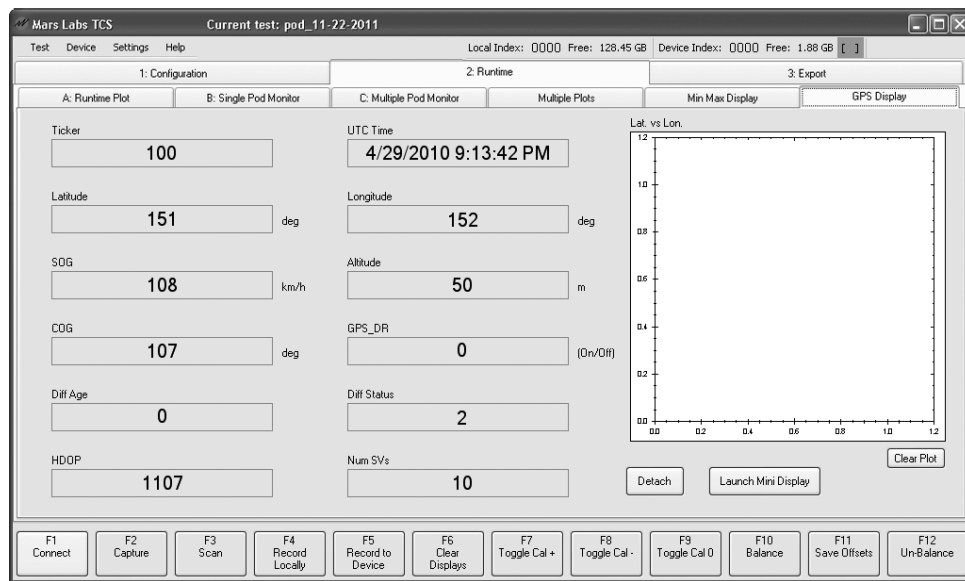 Mars Labs TCS Current test: pod_11-22-2011
Test Device Settings Help Local Index: 0000 Free: 128.45 GB Device Index: 0000 Free: 1.88 GB [ ]
1: Configuration 2: Runtime 3: Export
A: Runtime Plot B: Single Pod Monitor C: Multiple Pod Monitor Multiple Plots Min Max Display GPS Display
Ticker
100
UTC Time
4/29/2010 9:13:42 PM
Latitude
151 deg
Longitude
152 deg
SOG
108 km/h
Altitude
50 m
COG
107 deg
GPS_DR
0 (On/Off)
Diff Age
0
Diff Status
2
HDOP
1107
Num SVs
10
Lat. vs Lon.
1.2
1.0
0.8
0.6
0.4
0.2
0.0
0.0 0.2 0.4 0.6 0.8 1.0 1.2
Clear Plot
Detach Launch Mini Display
F1
Connect
F2
Capture
F3
Scan
F4
Record
Locally
F5
Record to
Device
F6
Clear
Displays
F7
Toggle Cal +
F8
Toggle Cal -
F9
Toggle Cal 0
F10
Balance
F11
Save Offsets
F12
Un-Balance